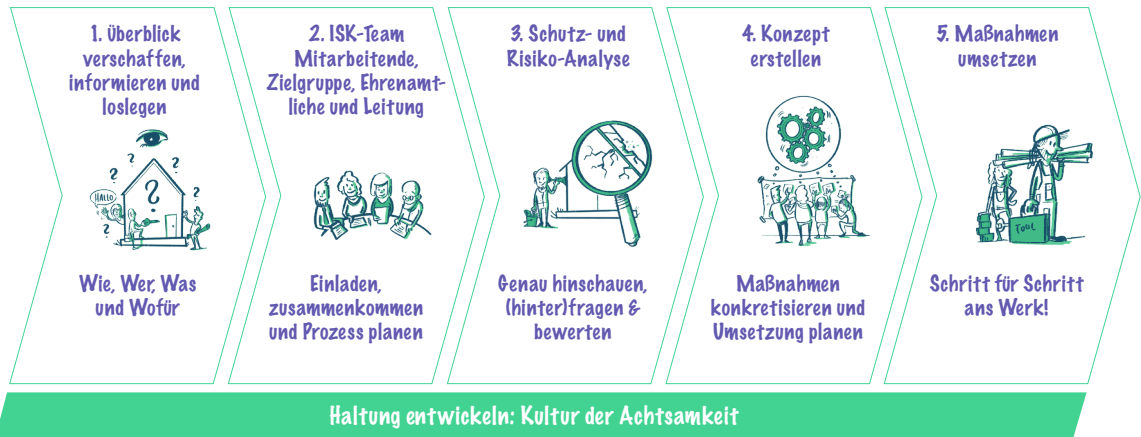 1. Überblick
verschaffen,
informieren und
loslegen
?
?
?
?
?
?
?
HALLO
Wie, Wer, Was
und Wofür
2. ISK-Team
Mitarbeitende,
Zielgruppe, Ehrenamt-
liche und Leitung
Einladen,
zusammenkommen
und Prozess planen
3. Schutz- und
Risiko-Analyse
Genau hinschauen,
(hinter)fragen &
bewerten
4. Konzept
erstellen
Maßnahmen
konkretisieren und
Umsetzung planen
5. Maßnahmen
umsetzen
TOOL
Schritt für Schritt
ans Werk!
Haltung entwickeln: Kultur der Achtsamkeit